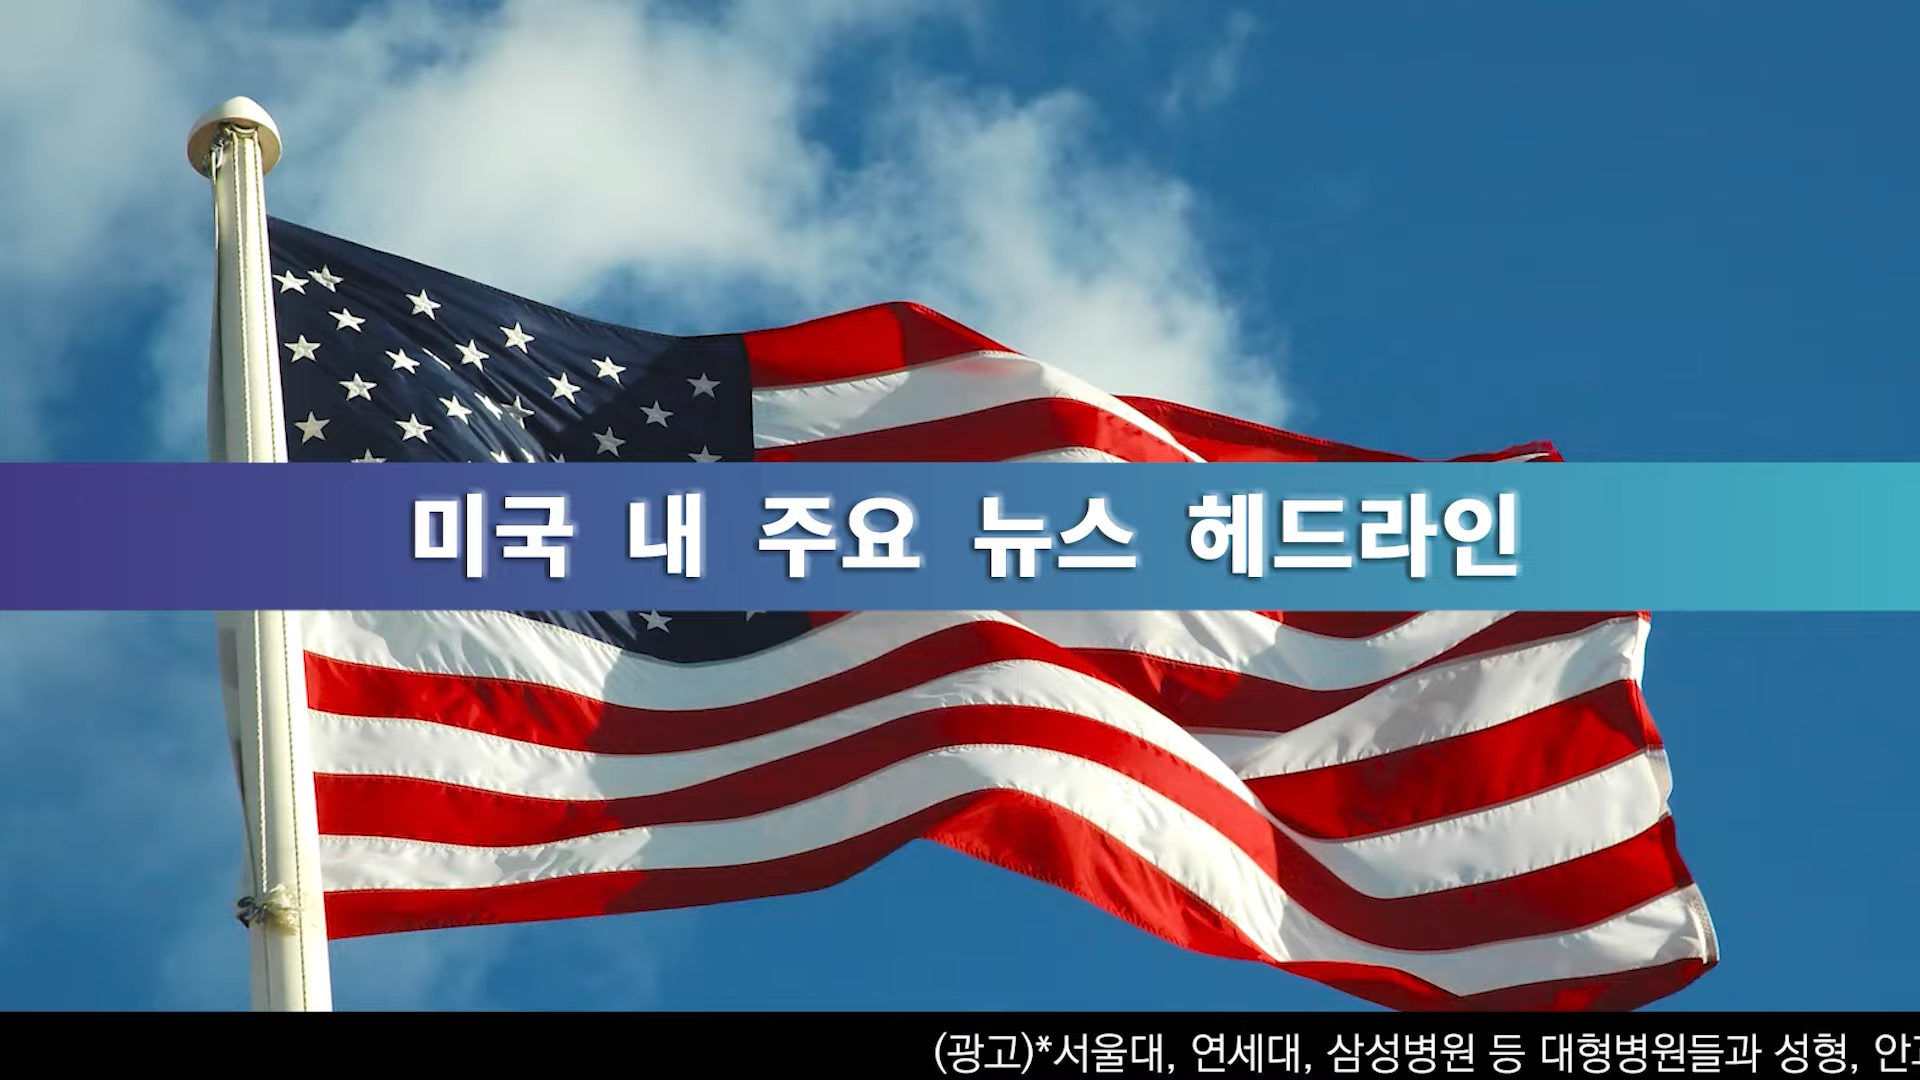 미국 내 주요 뉴스 헤드라인
(광고)*서울대, 연세대, 삼성병원 등 대형병원들과 성형,